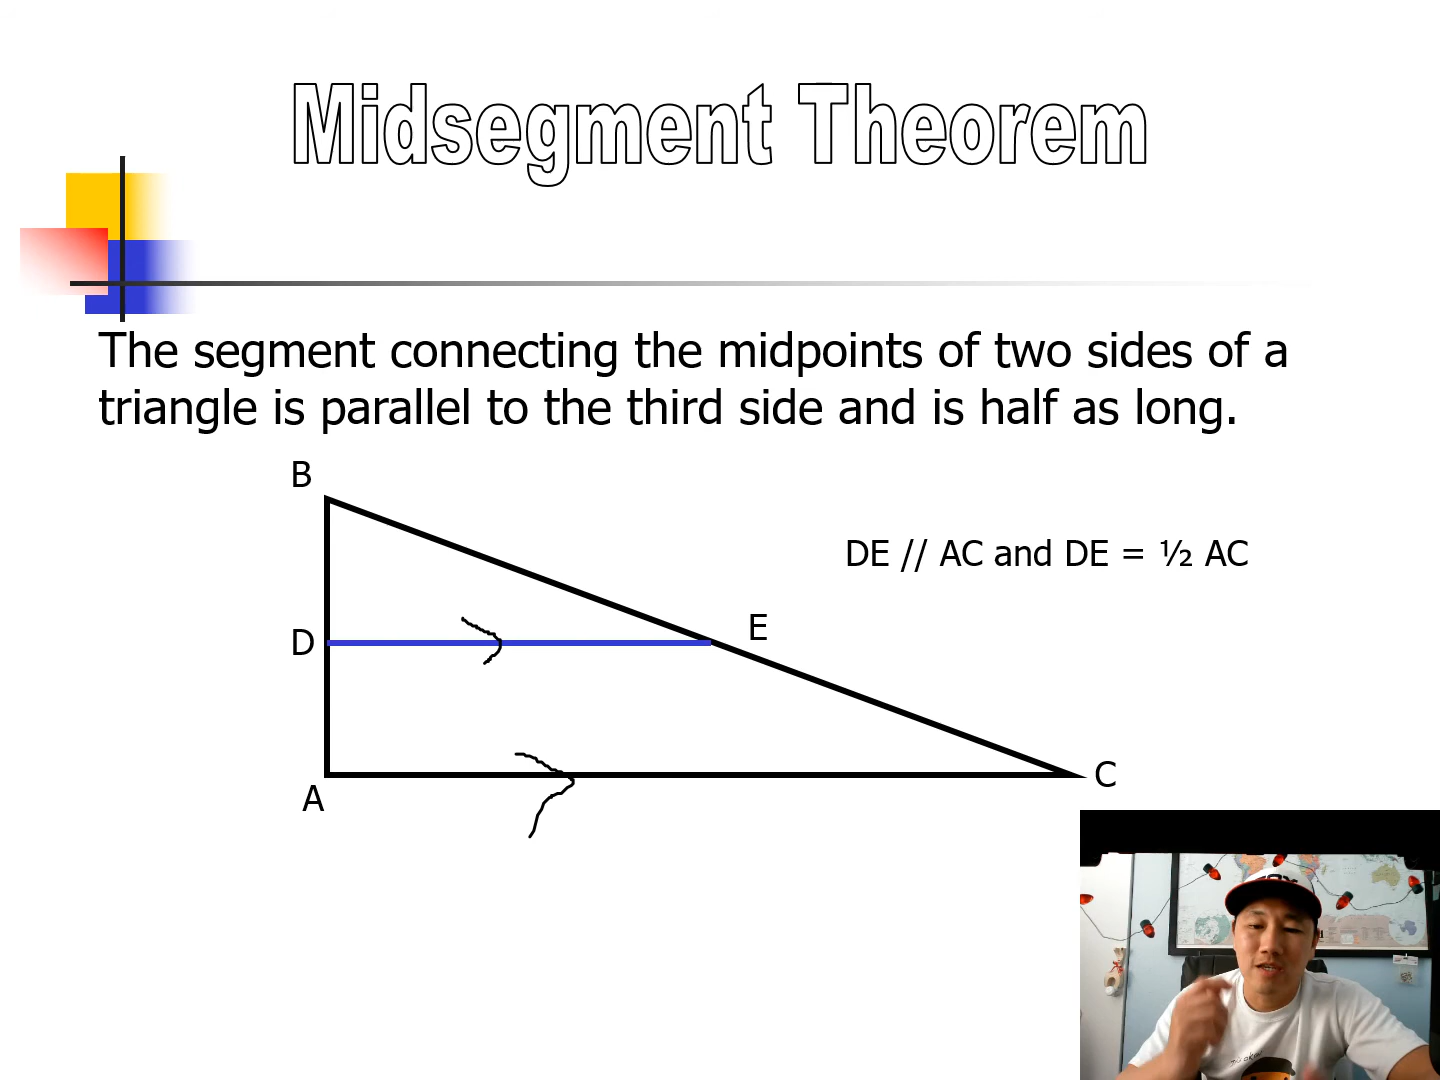 Midsegment Theorem
The segment connecting the midpoints of two sides of a
triangle is parallel to the third side and is half as long.
B
DE // AC and DE = ½ AC
E
D
C
A